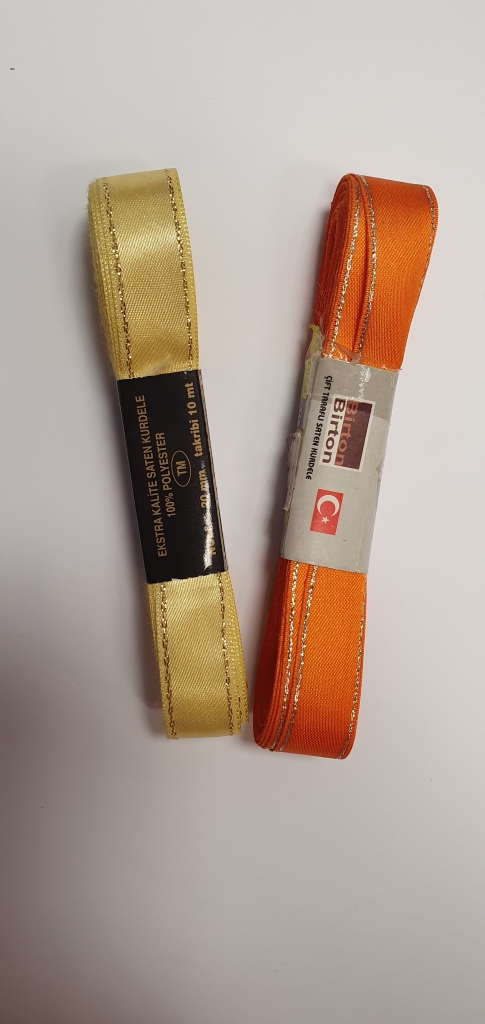 EKSTRA KALİTE SATEN KURDELE
100% POLYESTER
TM
20 mm takribi 10 mt
Birton
Birton
ÇİFT TARAFLI SATEN KURDELE